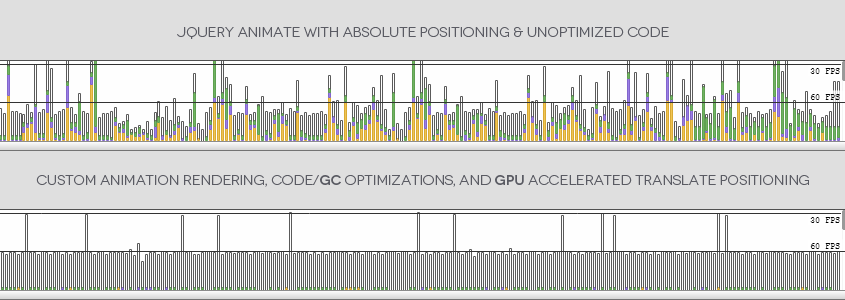 JQUERY ANIMATE WITH ABSOLUTE POSITIONING & UNOPTIMIZED CODE
30 FPS
60 FPS
CUSTOM ANIMATION RENDERING, CODE/GC OPTIMIZATIONS, AND GPU ACCELERATED TRANSLATE POSITIONING
30 FPS
60 FPS